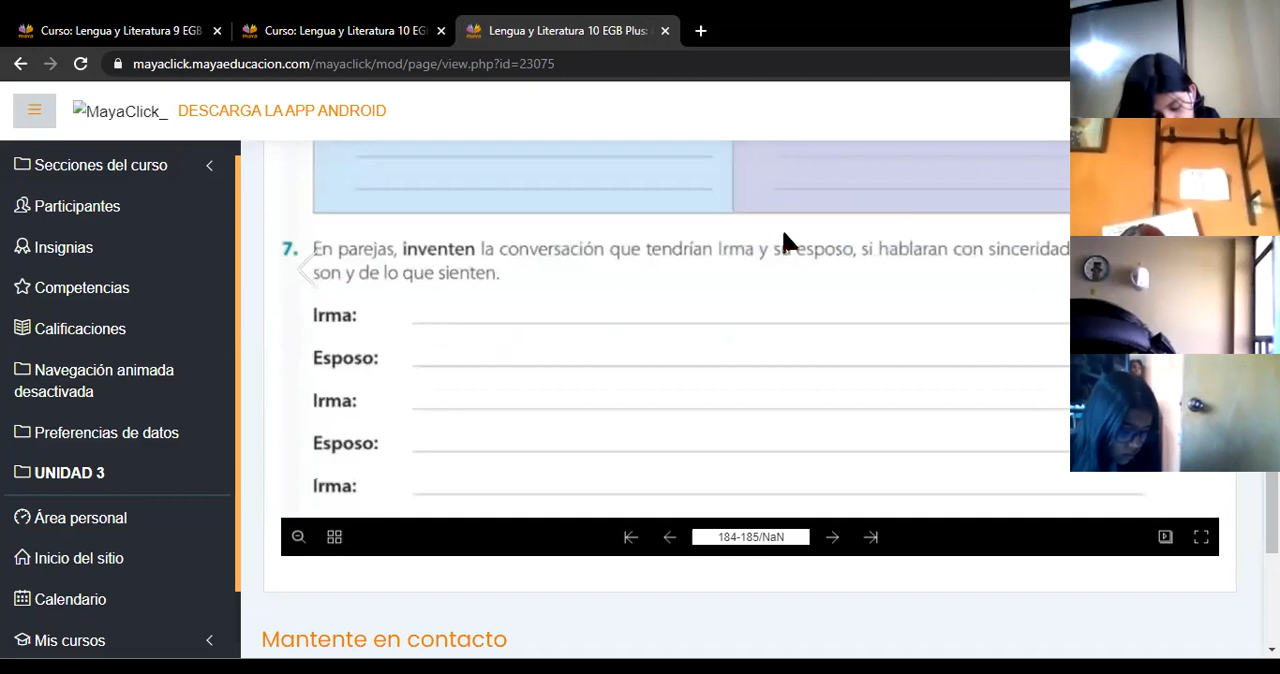 Curso: Lengua y Literatura 9 EGB
Curso: Lengua y Literatura 10 EG
Lengua y Literatura 10 EGB Plus:
mayaclick.mayaeducacion.com/mayaclick/mod/page/view.php?id=23075
MayaClick_ DESCARGA LA APP ANDROID
Secciones del curso
Participantes
Insignias
Competencias
Calificaciones
Navegación animada
desactivada
Preferencias de datos
UNIDAD 3
Área personal
Inicio del sitio
Calendario
Mis cursos
7. En parejas, inventen la conversación que tendrían Irma y su esposo, si hablaran con sinceridad
son y de lo que sienten.
Irma:
Esposo:
Irma:
Esposo:
Irma:
184-185/NaN
Mantente en contacto